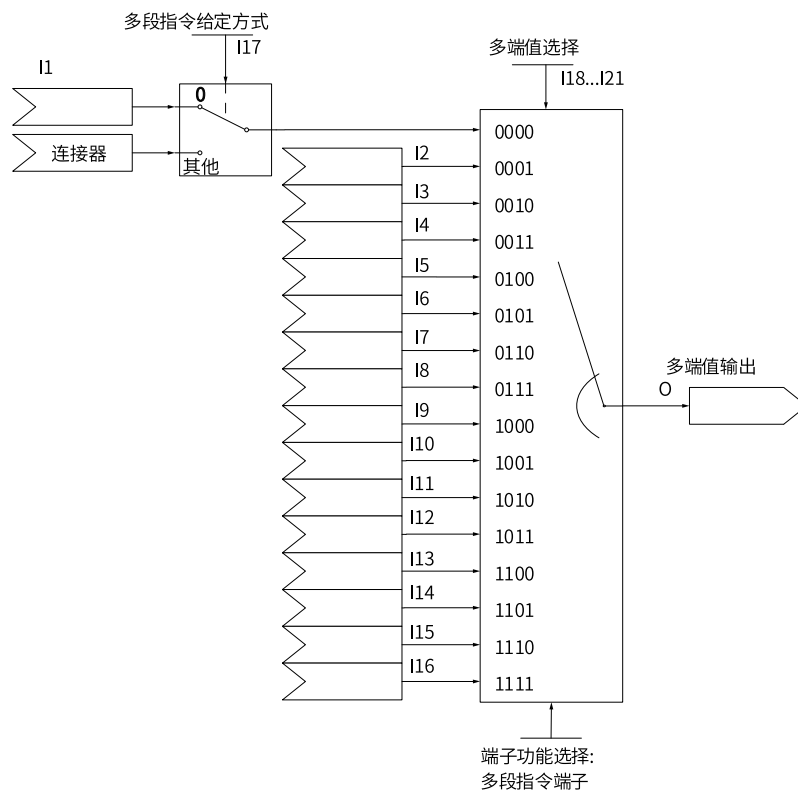 多段指令给定方式
I17
I1
0
连接器
其他
多端值选择
I18...I21
0000
I2
0001
I3
0010
I4
0011
I5
0100
I6
0101
I7
0110
I8
0111
I9
1000
I10
1001
I11
1010
I12
1011
I13
1100
I14
1101
I15
1110
I16
1111
多端值输出
O
端子功能选择:
多段指令端子